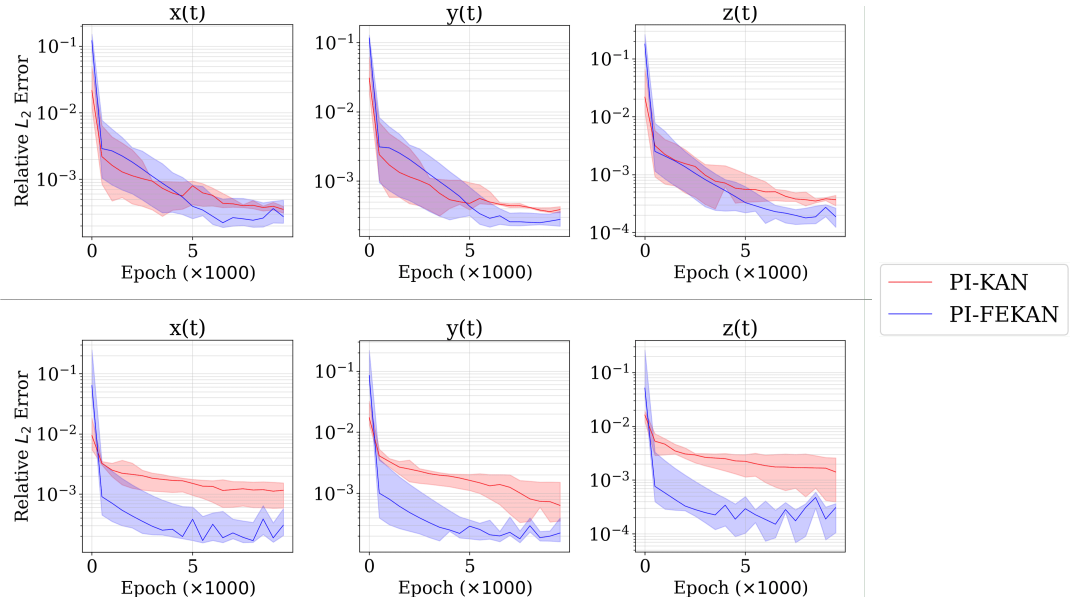 x(t) y(t) z(t)
Relative L₂ Error
10⁻¹
10⁻²
10⁻³
0 5
Epoch (×1000)
10⁻¹
10⁻²
10⁻³
0 5
Epoch (×1000)
10⁻¹
10⁻²
10⁻³
10⁻⁴
0 5
Epoch (×1000)
PI-KAN
PI-FEKAN
x(t) y(t) z(t)
Relative L₂ Error
10⁻¹
10⁻²
10⁻³
0 5
Epoch (×1000)
10⁻¹
10⁻²
10⁻³
0 5
Epoch (×1000)
10⁻¹
10⁻²
10⁻³
10⁻⁴
0 5
Epoch (×1000)